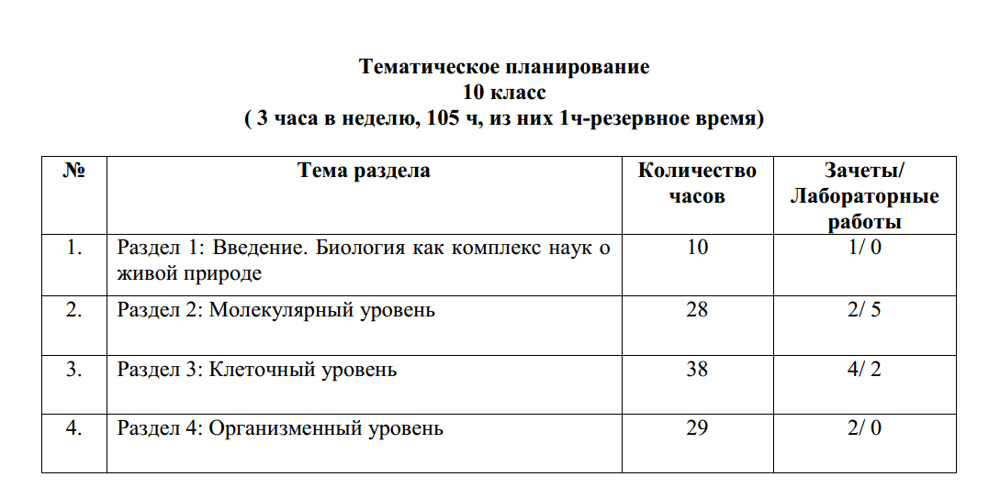 Тематическое планирование
10 класс
( 3 часа в неделю, 105 ч, из них 1ч-резервное время)
№ Тема раздела Количество часов Зачеты/ Лабораторные работы
1. Раздел 1: Введение. Биология как комплекс наук о живой природе 10 1/ 0
2. Раздел 2: Молекулярный уровень 28 2/ 5
3. Раздел 3: Клеточный уровень 38 4/ 2
4. Раздел 4: Организменный уровень 29 2/ 0